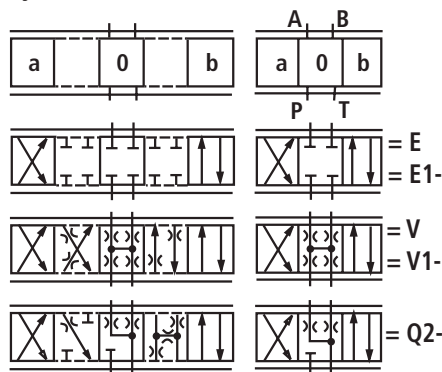 A B
a 0 b
a 0 b
P T
= E
= E1-
= V
= V1-
= Q2-